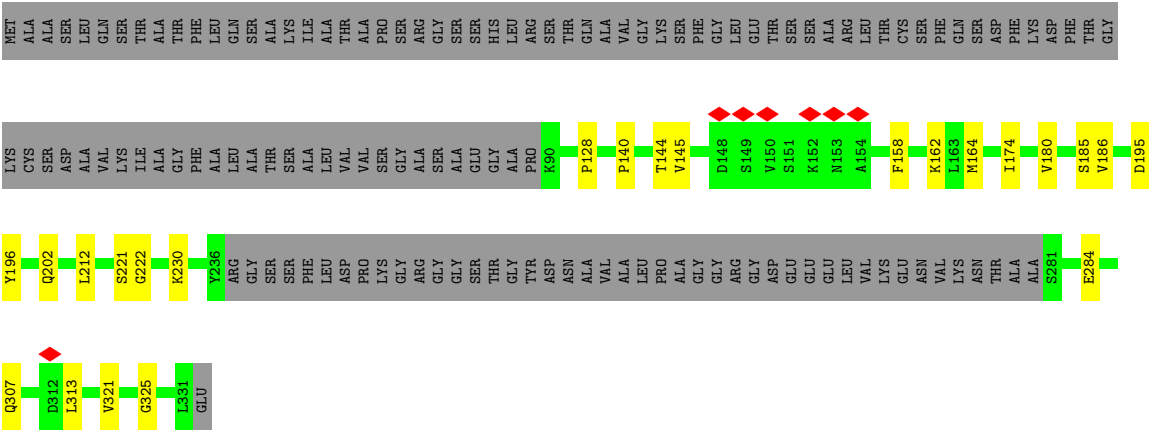 MET ALA ALA SER LEU GLN SER THR ALA THR PHE LEU GLN SER ALA LYS ILE ALA THR ALA PRO SER ARG GLY SER SER HIS LEU ARG SER THR GLN ALA VAL GLY LYS SER PHE GLY LEU GLU THR SER SER ALA ARG LEU THR CYS SER PHE GLN SER ASP PHE LYS ASP PHE THR GLY
LYS CYS SER ASP ALA VAL LYS ILE ALA GLY PHE ALA LEU ALA THR SER ALA LEU VAL VAL SER GLY ALA SER ALA GLU GLY ALA PRO K90 P128 P140 T144 V145 D148 S149 V150 S151 K152 N153 A154 F158 K162 L163 M164 I174 V180 S185 V186 D195
Y196 Q202 L212 S221 G222 K230 Y236 ARG GLY SER SER PHE LEU ASP PRO LYS GLY ARG GLY GLY SER THR GLY TYR ASP ASN ALA VAL ALA LEU PRO ALA GLY GLY ARG GLY ASP GLU GLU GLU LEU VAL LYS GLU ASN VAL LYS ASN THR ALA ALA S281 E284
Q307 D312 L313 V321 G325 L331 GLU